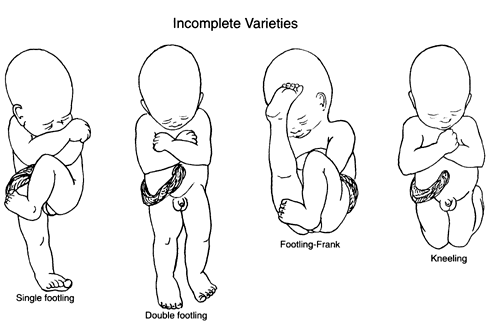 Incomplete Varieties
Single footling
Double footling
Footling-Frank
Kneeling